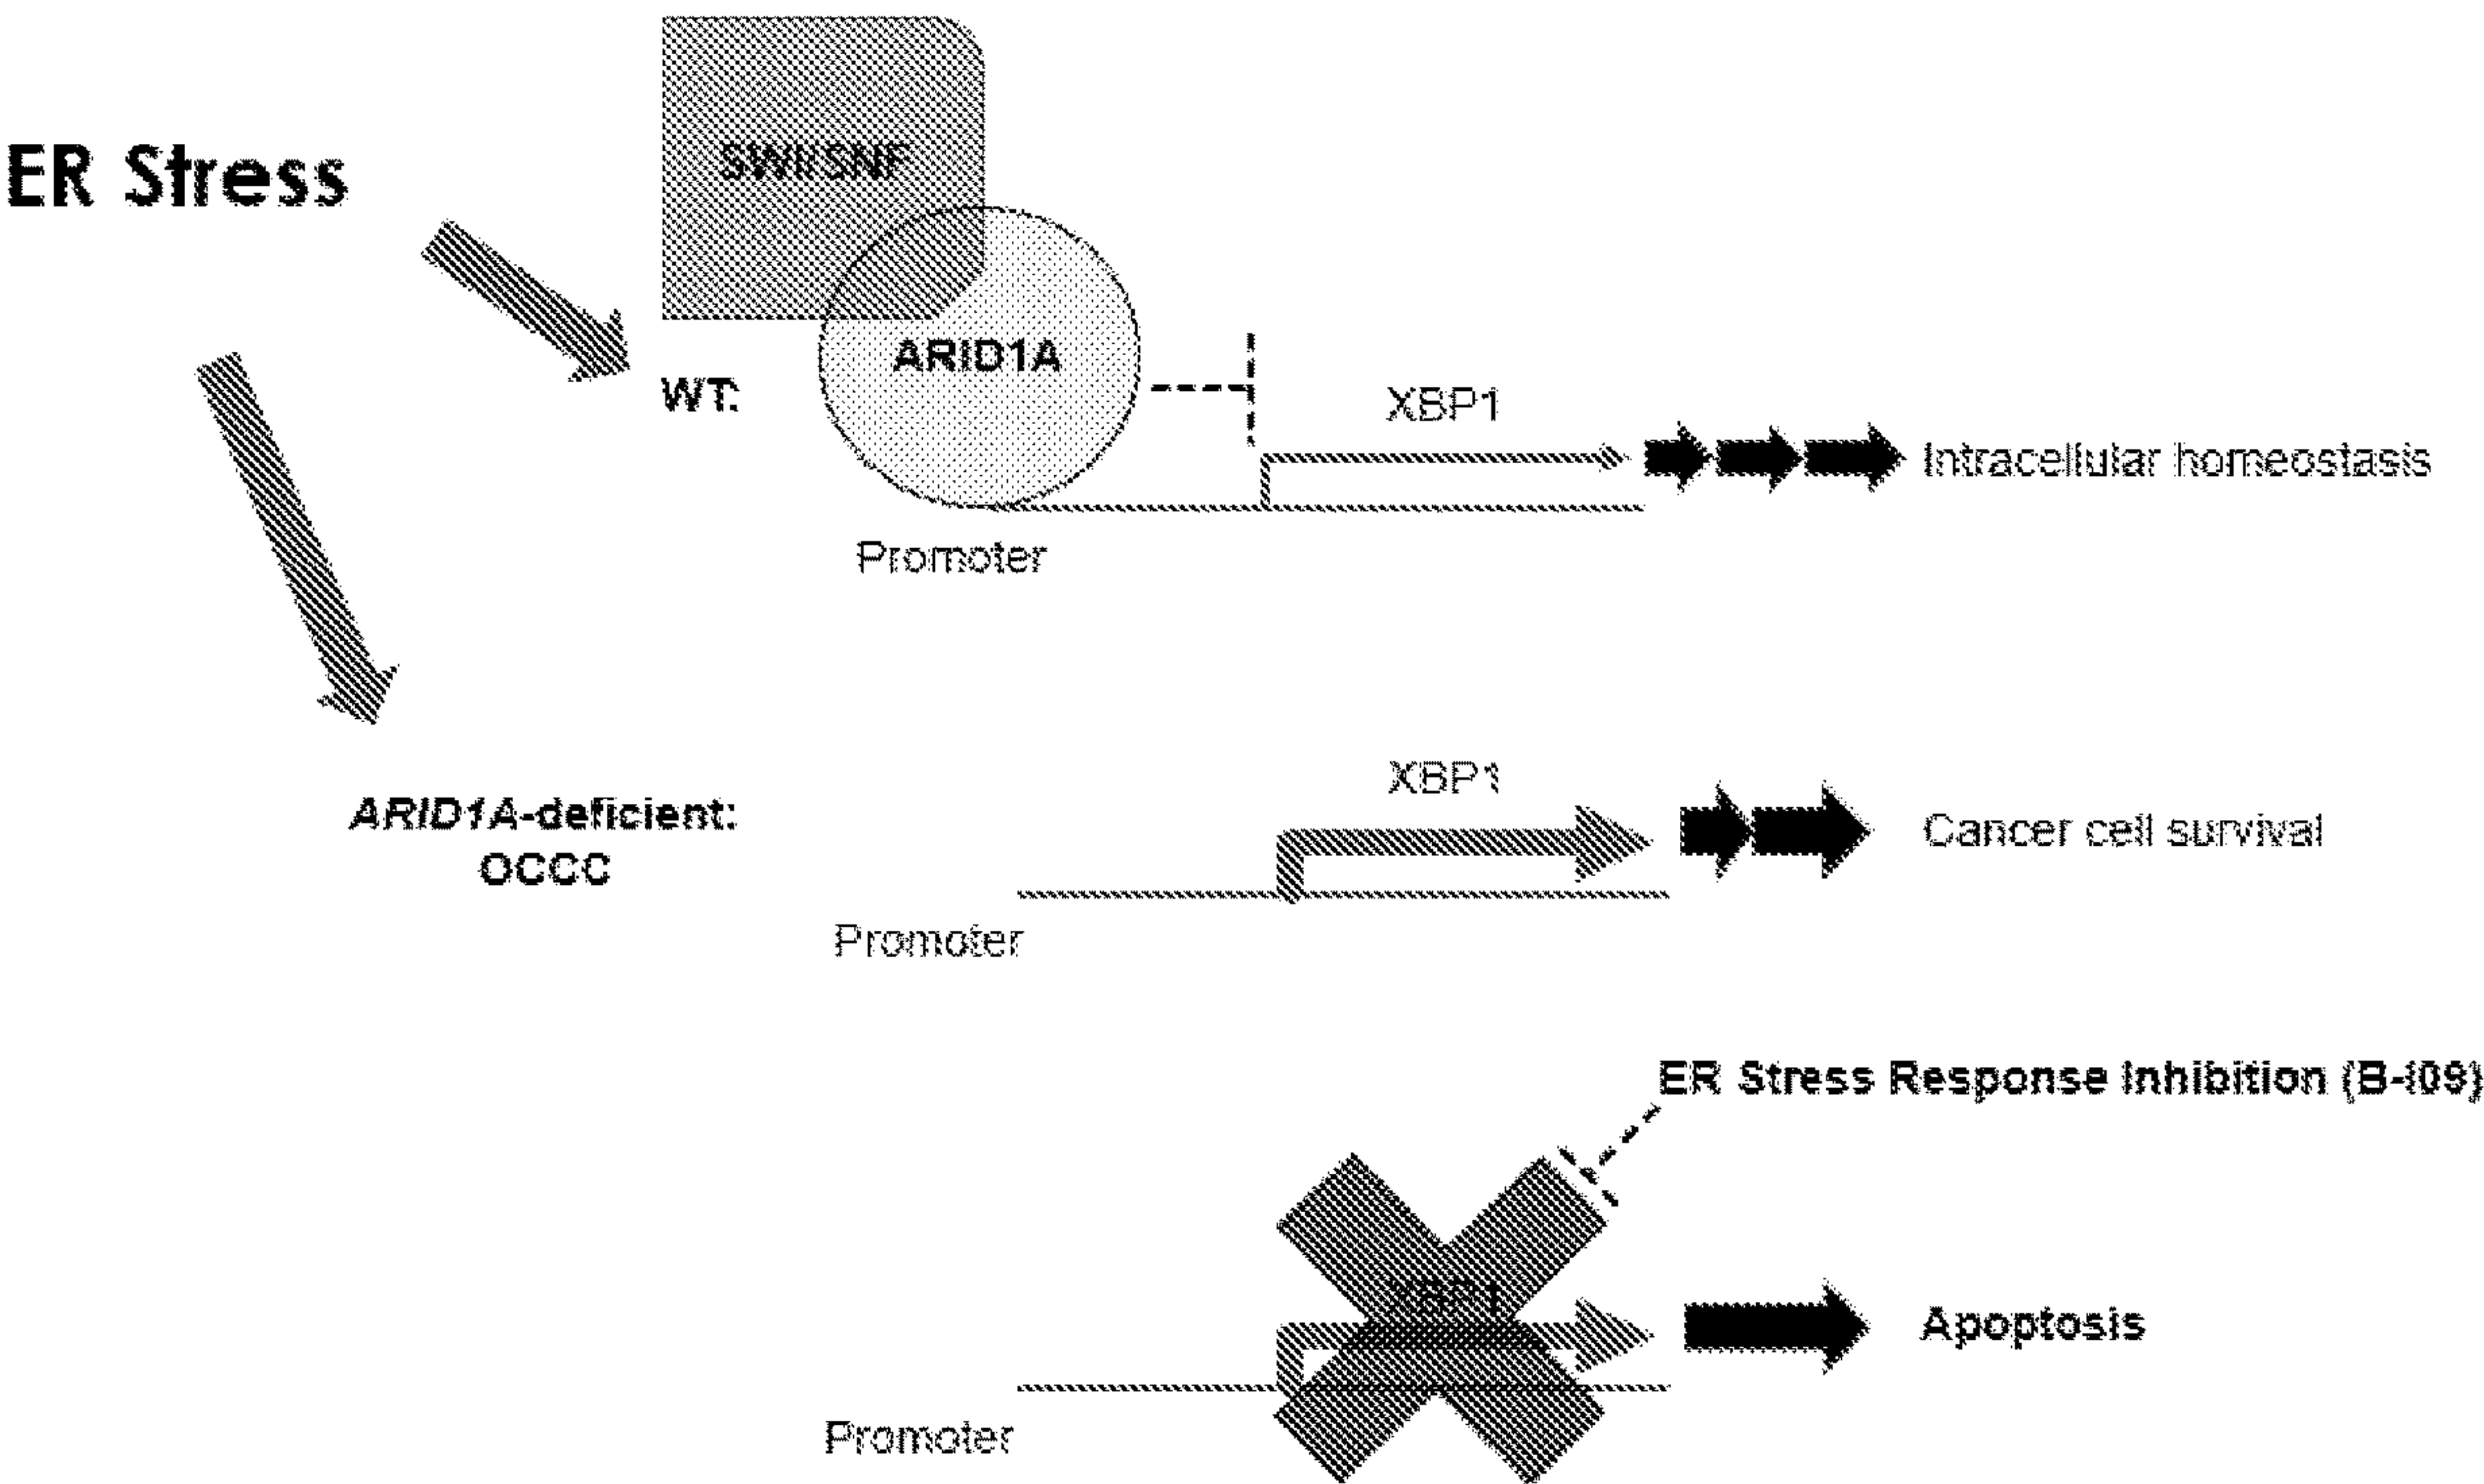 ER Stress
SWI/SNF
ARID1A
WT:
XBP1
Intracellular homeostasis
Promoter
XBP1
ARID1A-deficient:
OCCC
Cancer cell survival
Promoter
ER Stress Response Inhibition (B-I09)
XBP1
Apoptosis
Promoter